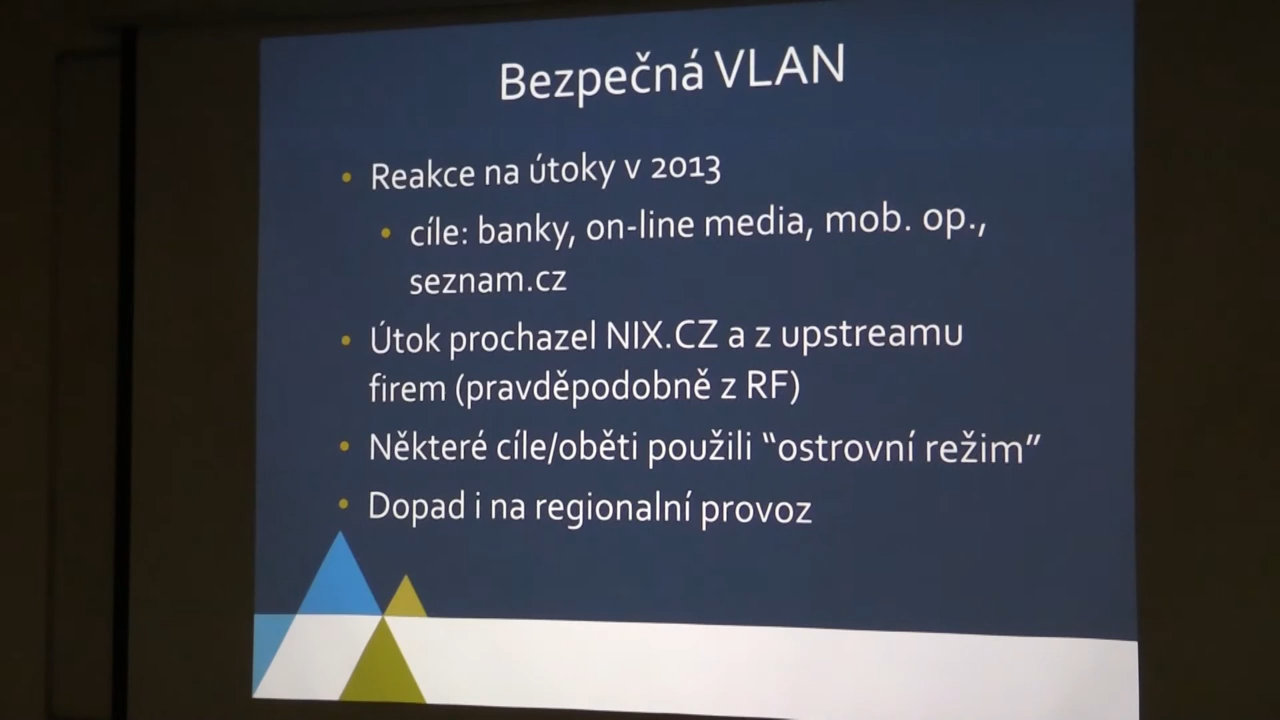 Bezpečná VLAN
• Reakce na útoky v 2013
• cíle: banky, on-line media, mob. op.,
seznam.cz
• Útok prochazel NIX.CZ a z upstreamu
firem (pravděpodobně z RF)
• Některé cíle/oběti použili “ostrovní režim”
• Dopad i na regionalní provoz